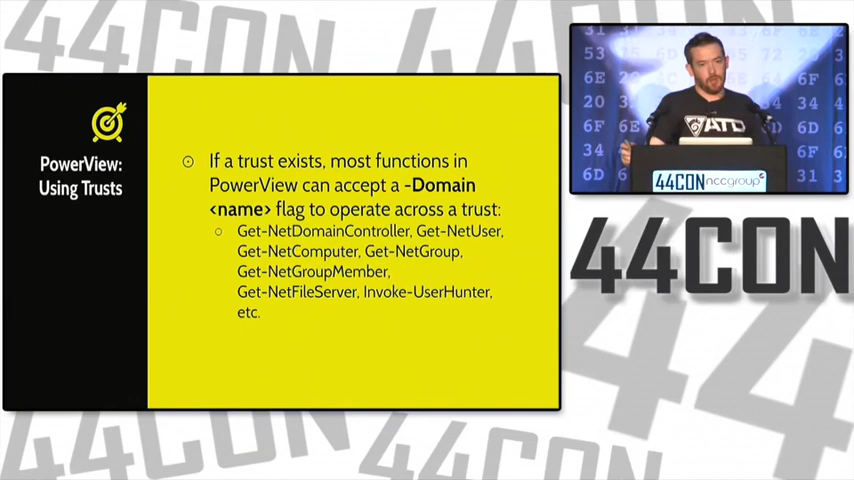 PowerView:
Using Trusts
If a trust exists, most functions in
PowerView can accept a -Domain
<name> flag to operate across a trust:
Get-NetDomainController, Get-NetUser,
Get-NetComputer, Get-NetGroup,
Get-NetGroupMember,
Get-NetFileServer, Invoke-UserHunter,
etc.
ATD
44CON nccgroup
44CON